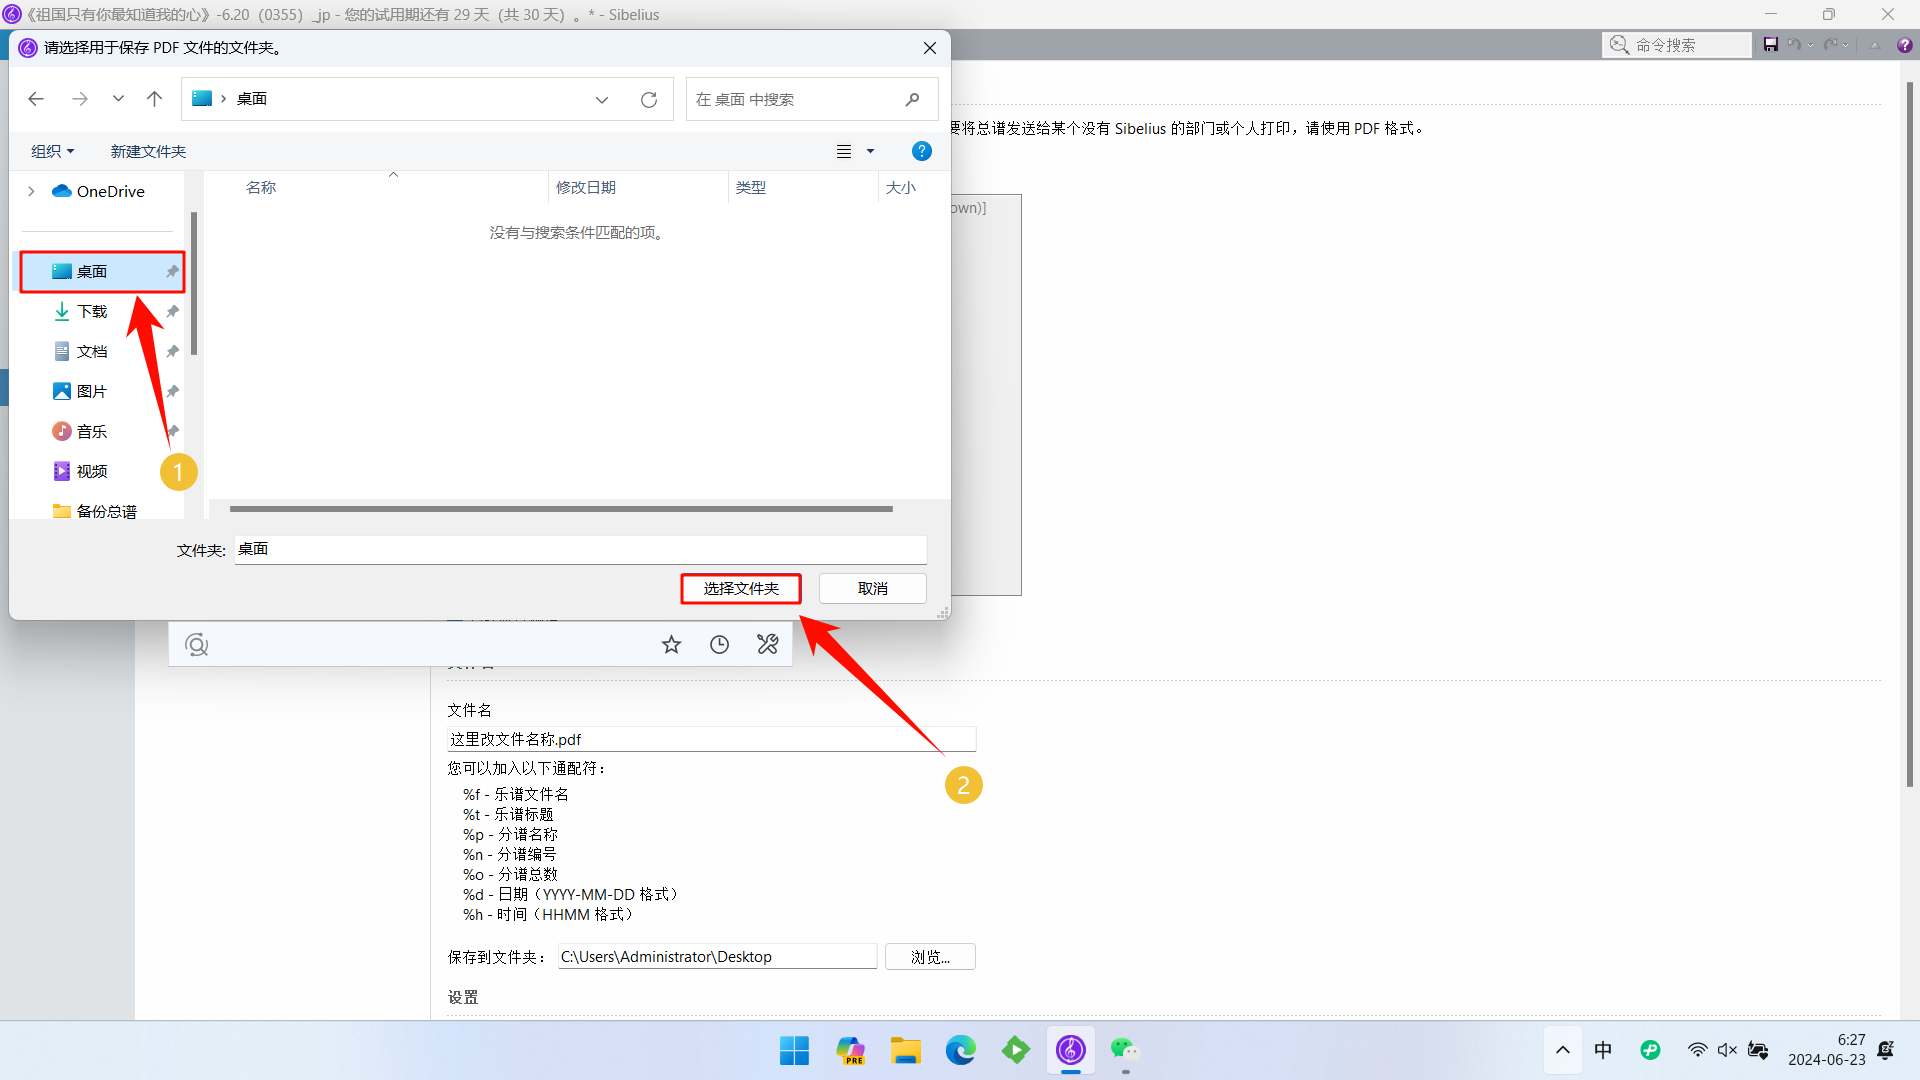 《祖国只有你最知道我的心》-6.20（0355）_jp - 您的试用期还有 29 天（共 30 天）。* - Sibelius
请选择用于保存 PDF 文件的文件夹。
命令搜索
桌面
在 桌面 中搜索
组织
新建文件夹
要将总谱发送给某个没有 Sibelius 的部门或个人打印，请使用 PDF 格式。
OneDrive
名称
修改日期
类型
大小
own)]
没有与搜索条件匹配的项。
桌面
下载
文档
图片
音乐
视频
1
备份总谱
文件夹:
桌面
选择文件夹
取消
文件名
这里改文件名称.pdf
您可以加入以下通配符：
2
%f - 乐谱文件名
%t - 乐谱标题
%p - 分谱名称
%n - 分谱编号
%o - 分谱总数
%d - 日期（YYYY-MM-DD 格式）
%h - 时间（HHMM 格式）
保存到文件夹：
C:\Users\Administrator\Desktop
浏览...
设置
PRE
中
6:27
2024-06-23